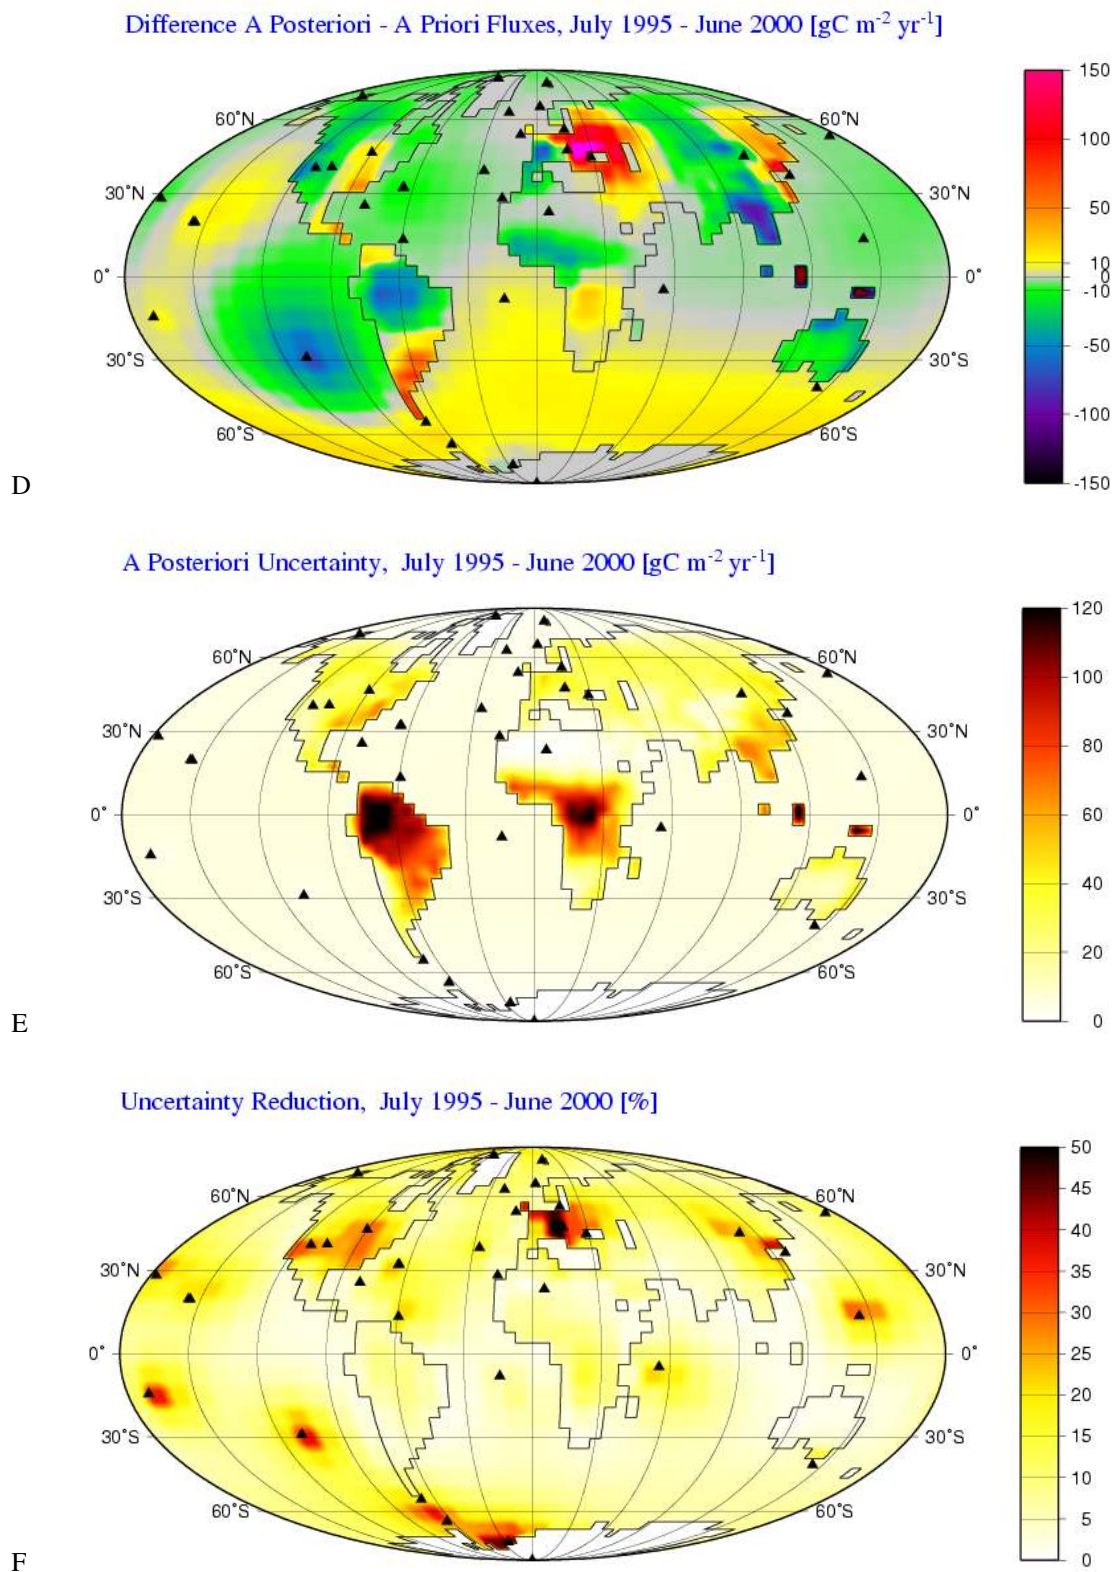 Difference A Posteriori - A Priori Fluxes, July 1995 - June 2000 [gC m-2 yr-1]
150
100
50
10
0
-10
-50
-100
-150
60˚N
60˚N
30˚N
30˚N
0˚
0˚
30˚S
30˚S
60˚S
60˚S
D
A Posteriori Uncertainty, July 1995 - June 2000 [gC m-2 yr-1]
120
100
80
60
40
20
0
60˚N
60˚N
30˚N
30˚N
0˚
0˚
30˚S
30˚S
60˚S
60˚S
E
Uncertainty Reduction, July 1995 - June 2000 [%]
50
45
40
35
30
25
20
15
10
5
0
60˚N
60˚N
30˚N
30˚N
0˚
0˚
30˚S
30˚S
60˚S
60˚S
F